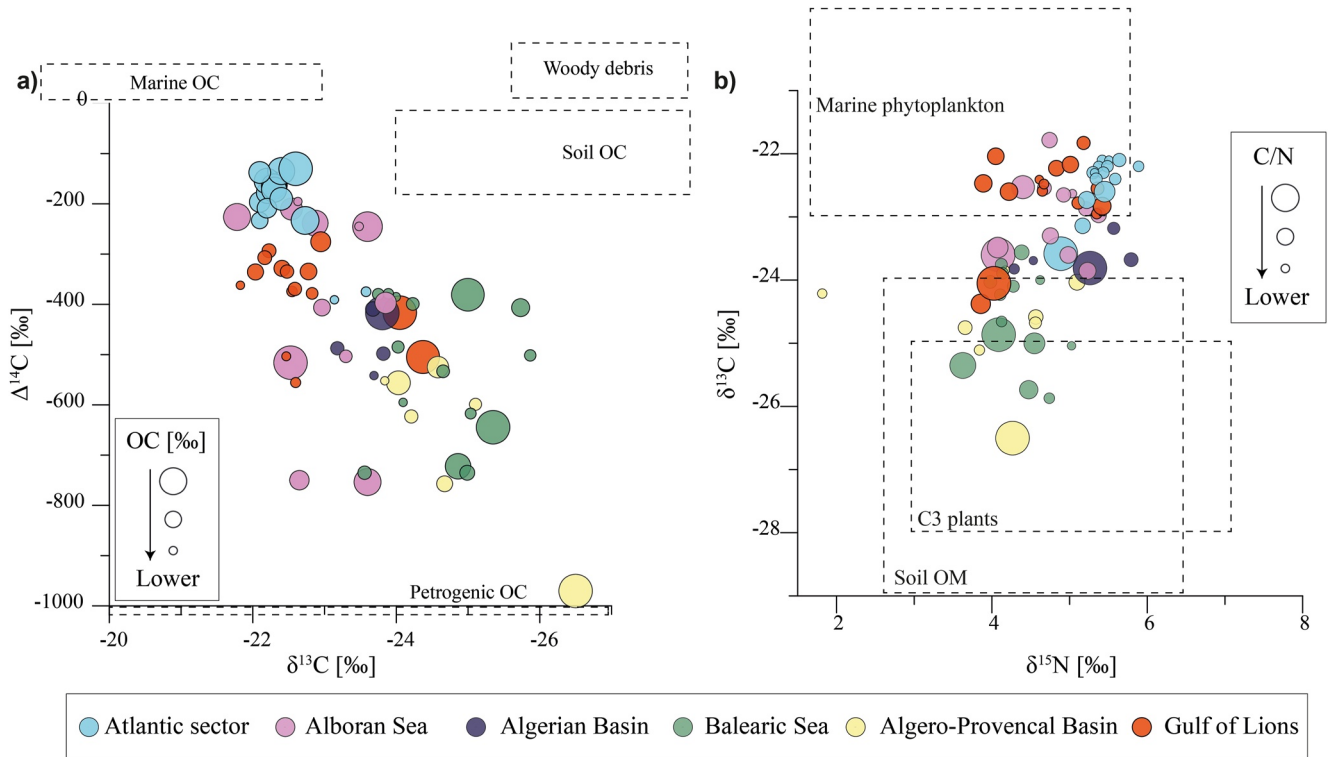 a)
Marine OC
Woody debris
Soil OC
0
-200
-400
-600
-800
-1000
Δ¹⁴C [‰]
OC [‰]
Lower
Petrogenic OC
-20
-22
-24
-26
δ¹³C [‰]
b)
Marine phytoplankton
-22
-24
-26
-28
δ¹³C [‰]
C3 plants
Soil OM
2
4
6
8
δ¹⁵N [‰]
C/N
Lower
Atlantic sector
Alboran Sea
Algerian Basin
Balearic Sea
Algero-Provencal Basin
Gulf of Lions